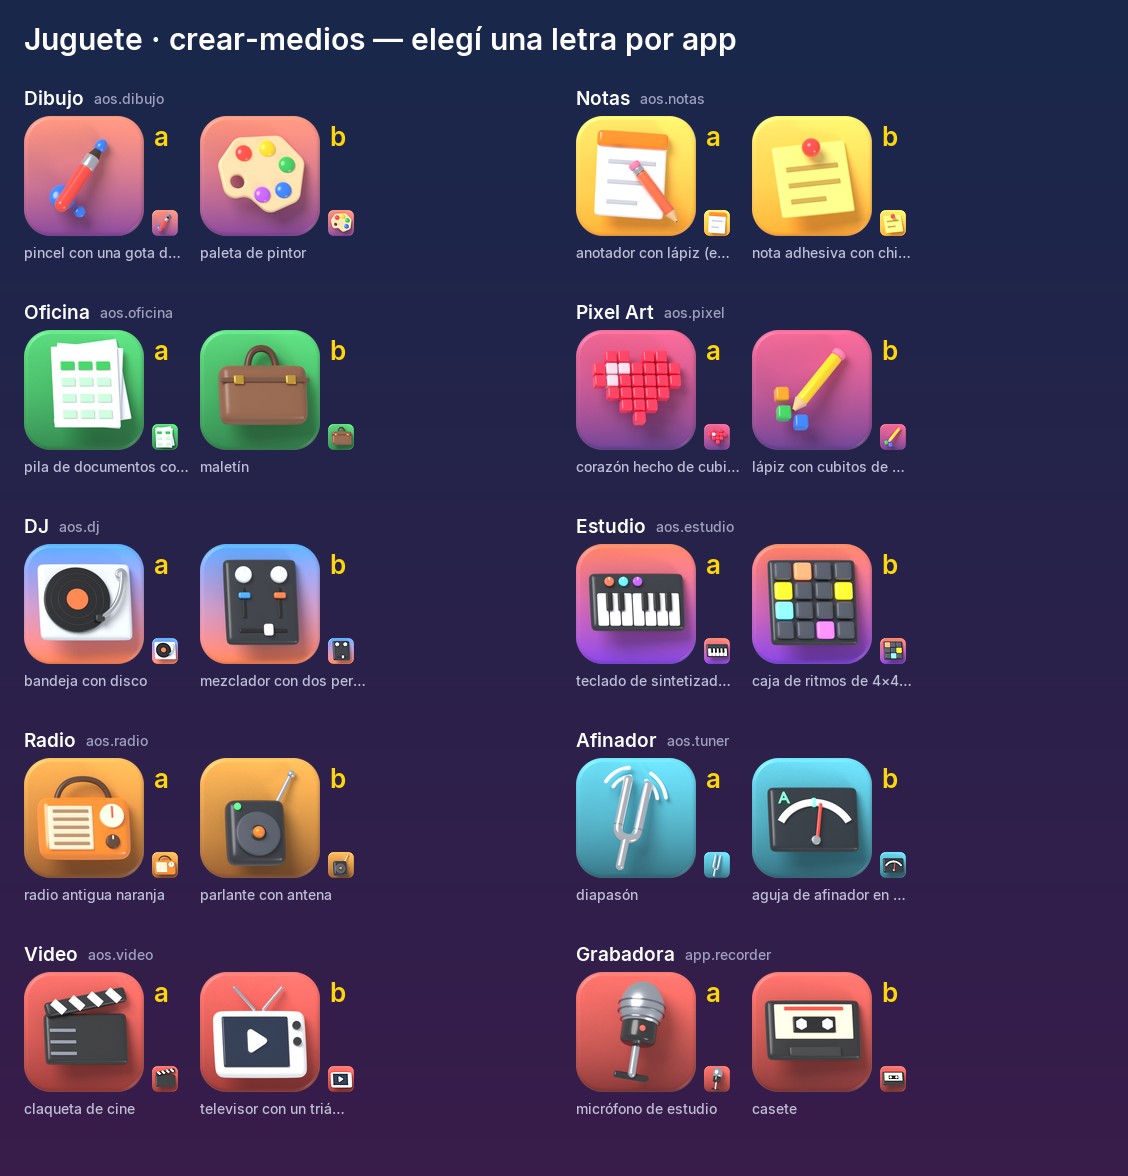 Juguete · crear-medios — elegí una letra por app
Dibujo aos.dibujo
a
b
pincel con una gota d...
paleta de pintor
Notas aos.notas
a
b
anotador con lápiz (e...
nota adhesiva con chi...
Oficina aos.oficina
a
b
pila de documentos co...
maletín
Pixel Art aos.pixel
a
b
corazón hecho de cubi...
lápiz con cubitos de ...
DJ aos.dj
a
b
bandeja con disco
mezclador con dos per...
Estudio aos.estudio
a
b
teclado de sintetizad...
caja de ritmos de 4×4...
Radio aos.radio
a
b
radio antigua naranja
parlante con antena
Afinador aos.tuner
a
A
b
diapasón
aguja de afinador en ...
Video aos.video
a
b
claqueta de cine
televisor con un triá...
Grabadora app.recorder
a
b
micrófono de estudio
casete